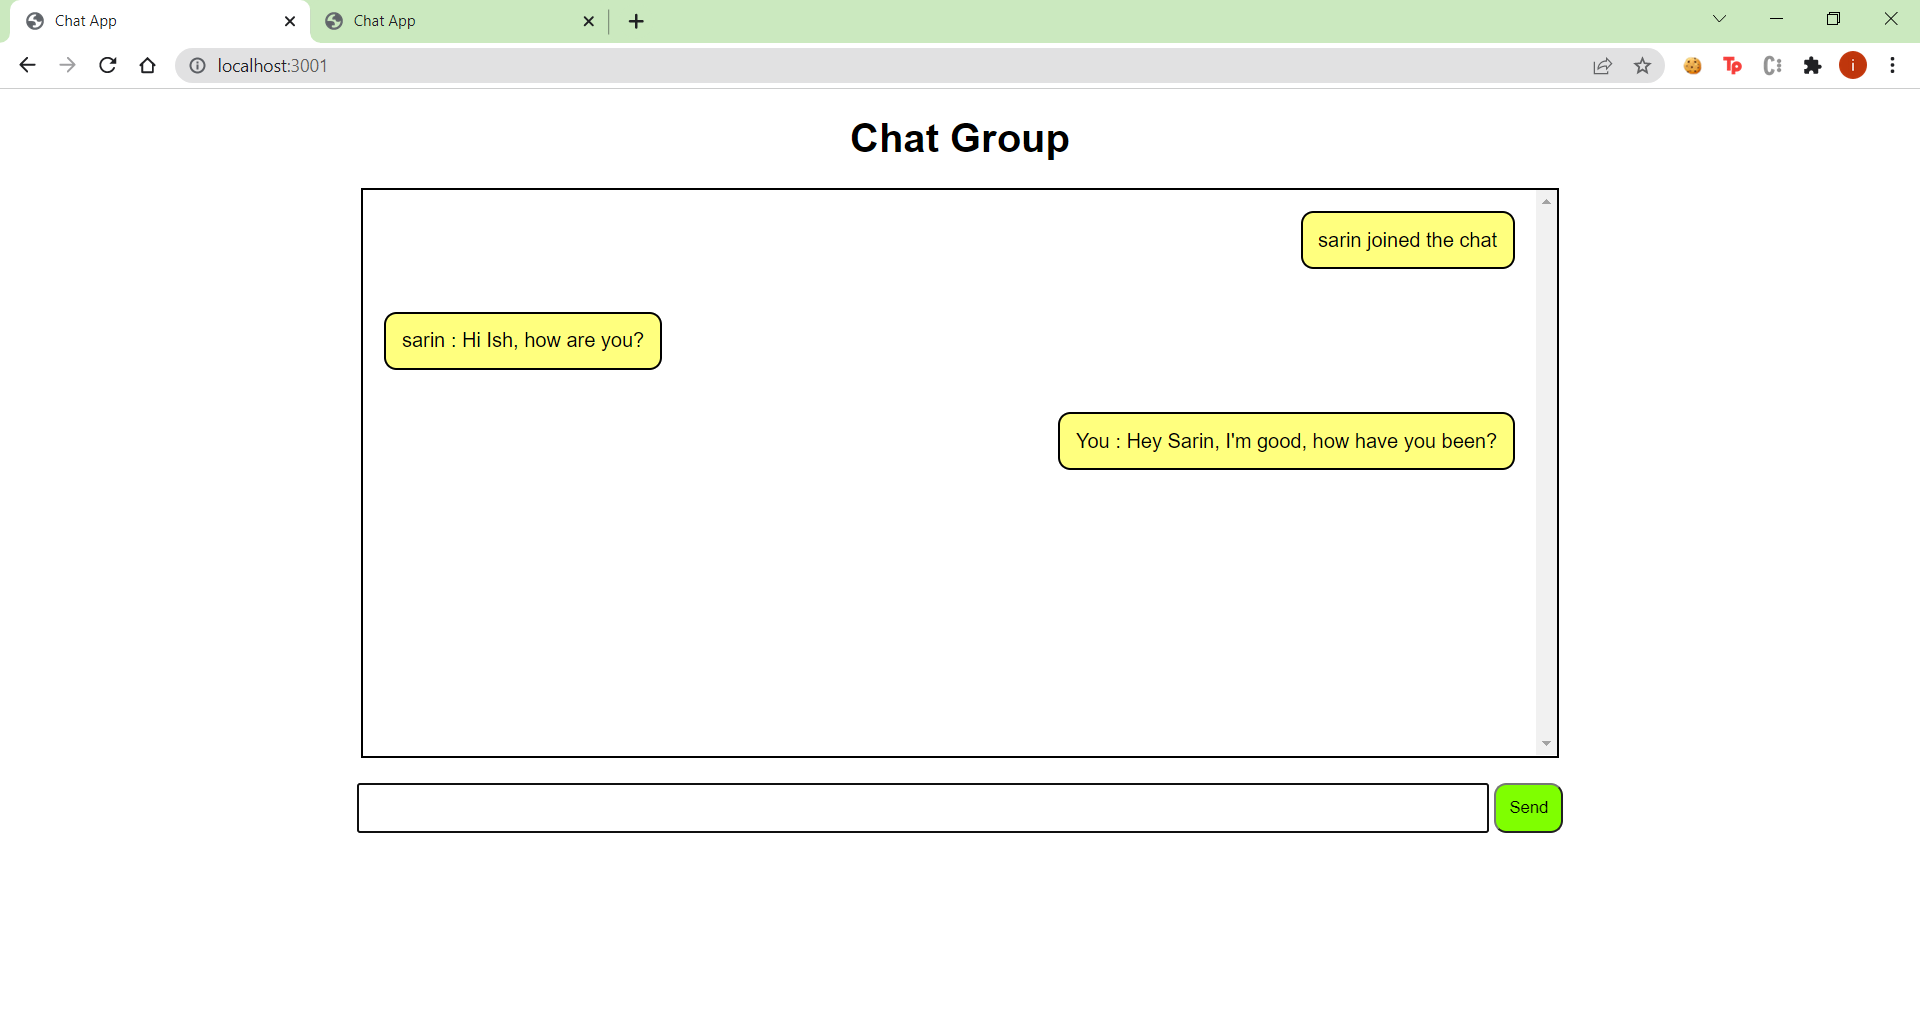 Chat App
Chat App
localhost:3001
Tp
C:
i
Chat Group
sarin joined the chat
sarin : Hi Ish, how are you?
You : Hey Sarin, I'm good, how have you been?
Send